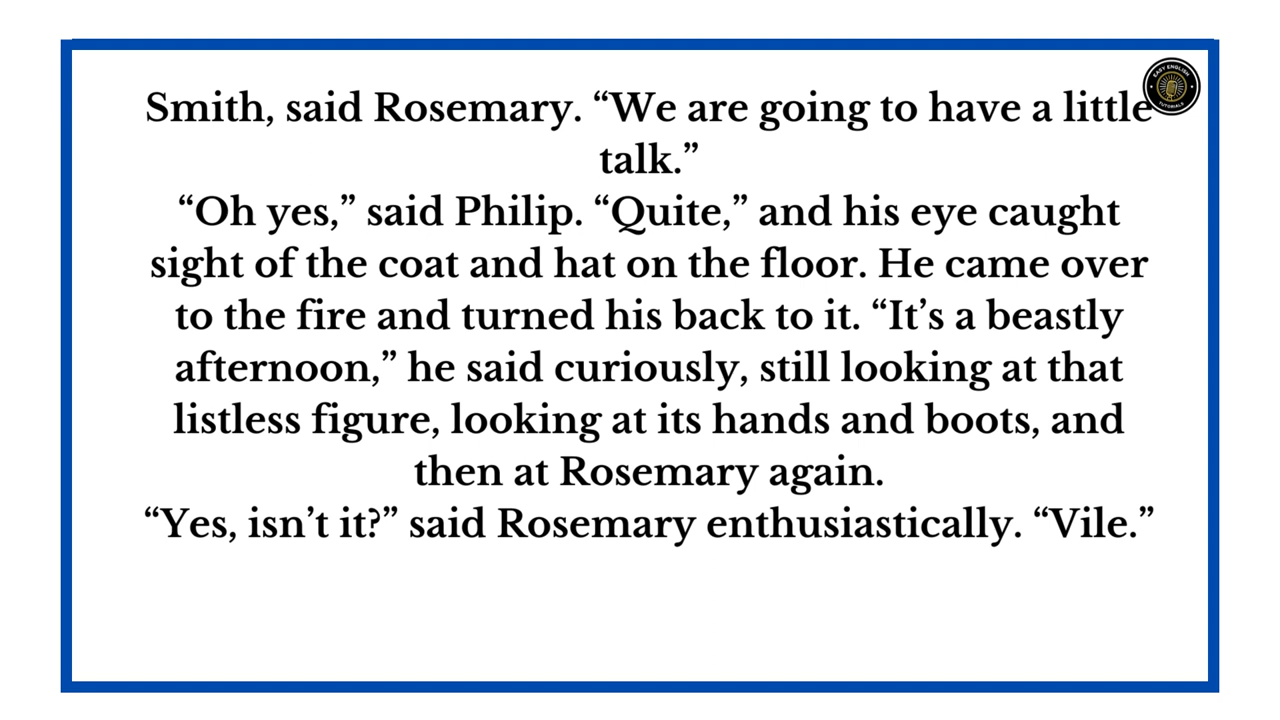 Smith, said Rosemary. “We are going to have a little
talk.”
“Oh yes,” said Philip. “Quite,” and his eye caught
sight of the coat and hat on the floor. He came over
to the fire and turned his back to it. “It’s a beastly
afternoon,” he said curiously, still looking at that
listless figure, looking at its hands and boots, and
then at Rosemary again.
“Yes, isn’t it?” said Rosemary enthusiastically. “Vile.”
EASY ENGLISH
TUTORIALS